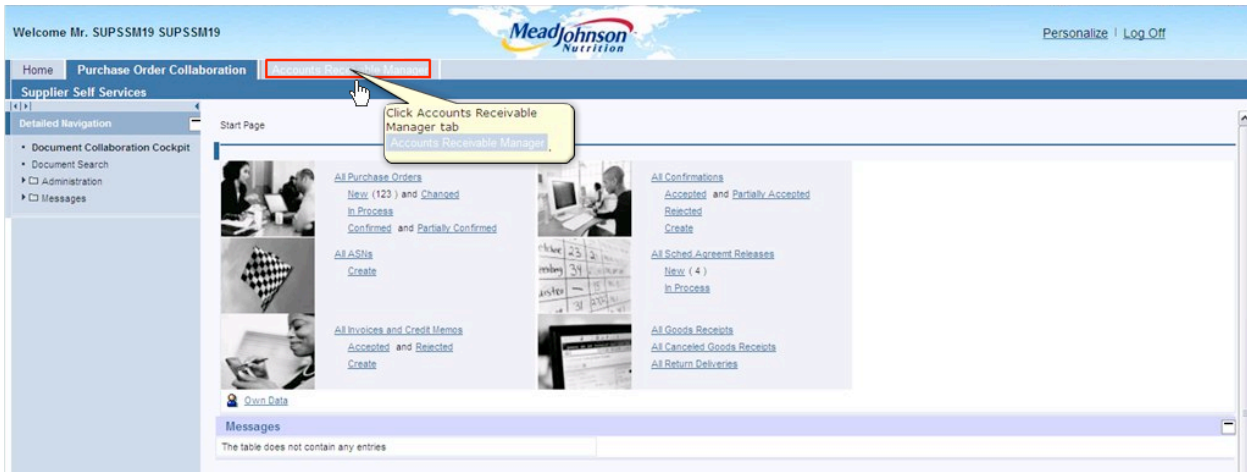 Welcome Mr. SUPSSM19 SUPSSM19
MeadJohnson
Nutrition
Personalize | Log Off
Home Purchase Order Collaboration Accounts Receivable Manager
Supplier Self Services
Detailed Navigation
Document Collaboration Cockpit
Document Search
Administration
Messages
Click Accounts Receivable
Manager tab
Accounts Receivable Manager .
Start Page
All Purchase Orders
New (123 ) and Changed
In Process
Confirmed and Partially Confirmed
All Confirmations
Accepted and Partially Accepted
Rejected
Create
All ASNs
Create
All Sched.Agreemt Releases
New ( 4 )
In Process
All Invoices and Credit Memos
Accepted and Rejected
Create
All Goods Receipts
All Canceled Goods Receipts
All Return Deliveries
Own Data
Messages
The table does not contain any entries